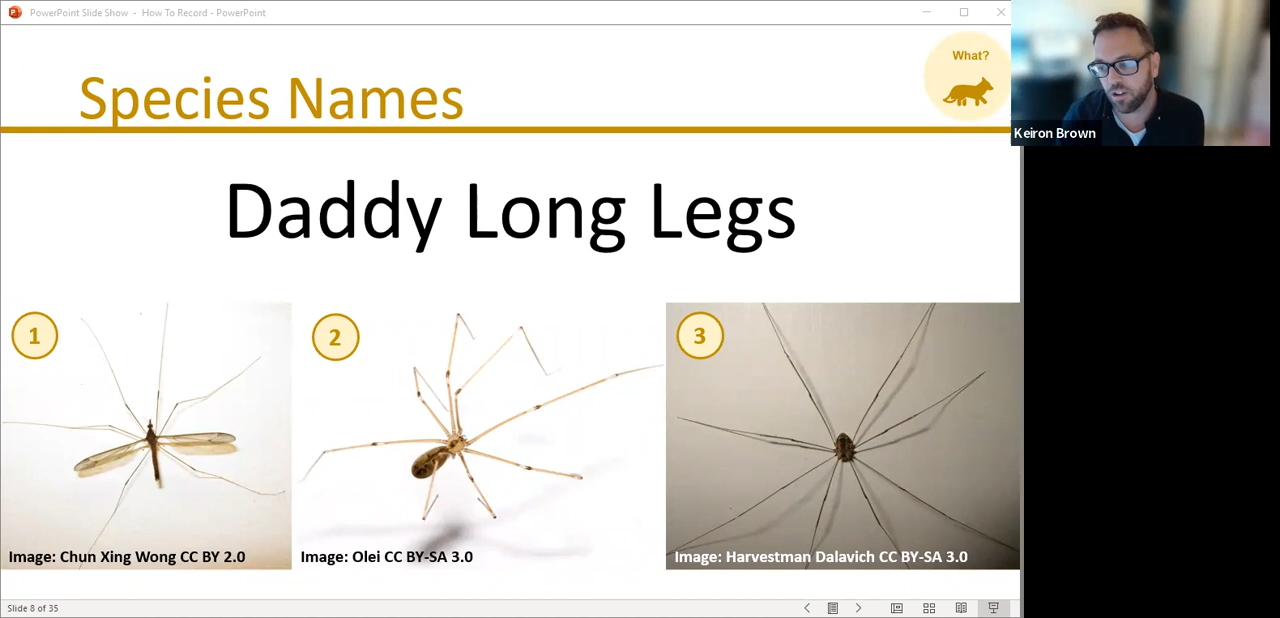 PowerPoint Slide Show - How To Record - PowerPoint
What?
Species Names
Keiron Brown
Daddy Long Legs
1
2
3
Image: Chun Xing Wong CC BY 2.0
Image: Olei CC BY-SA 3.0
Image: Harvestman Dalavich CC BY-SA 3.0
Slide 8 of 35